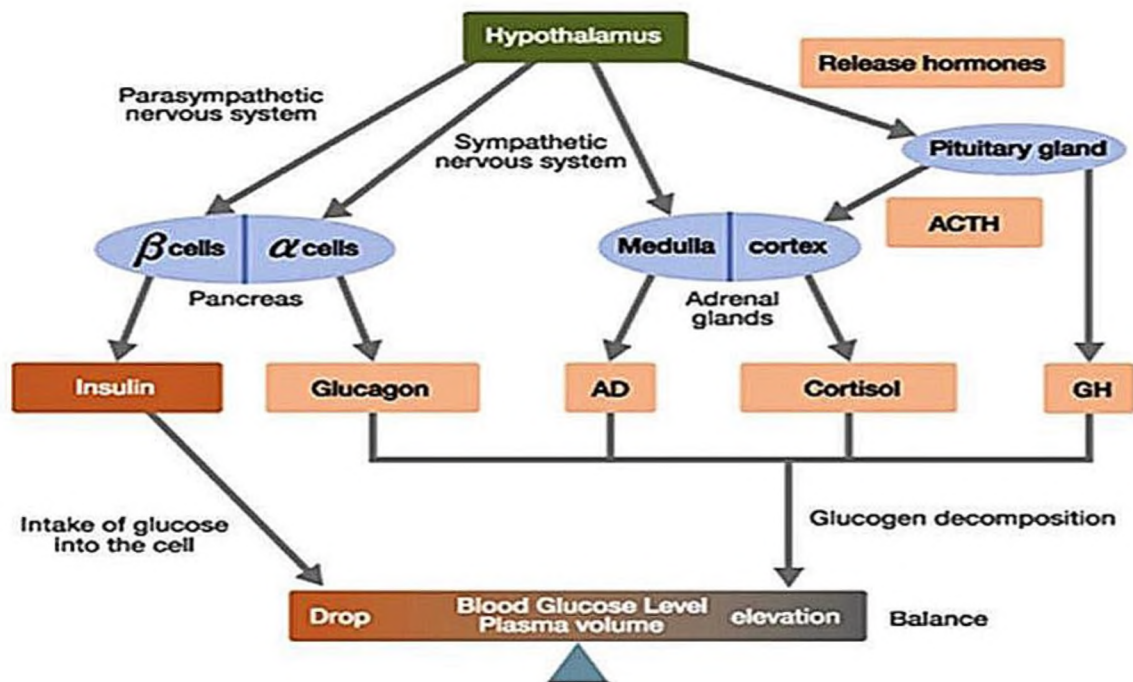 Hypothalamus
Release hormones
Parasympathetic
nervous system
Sympathetic
nervous system
Pituitary gland
ACTH
β cells
α cells
Pancreas
Medulla
cortex
Adrenal
glands
Insulin
Glucagon
AD
Cortisol
GH
Intake of glucose
into the cell
Glucogen decomposition
Drop
Blood Glucose Level
Plasma volume
elevation
Balance